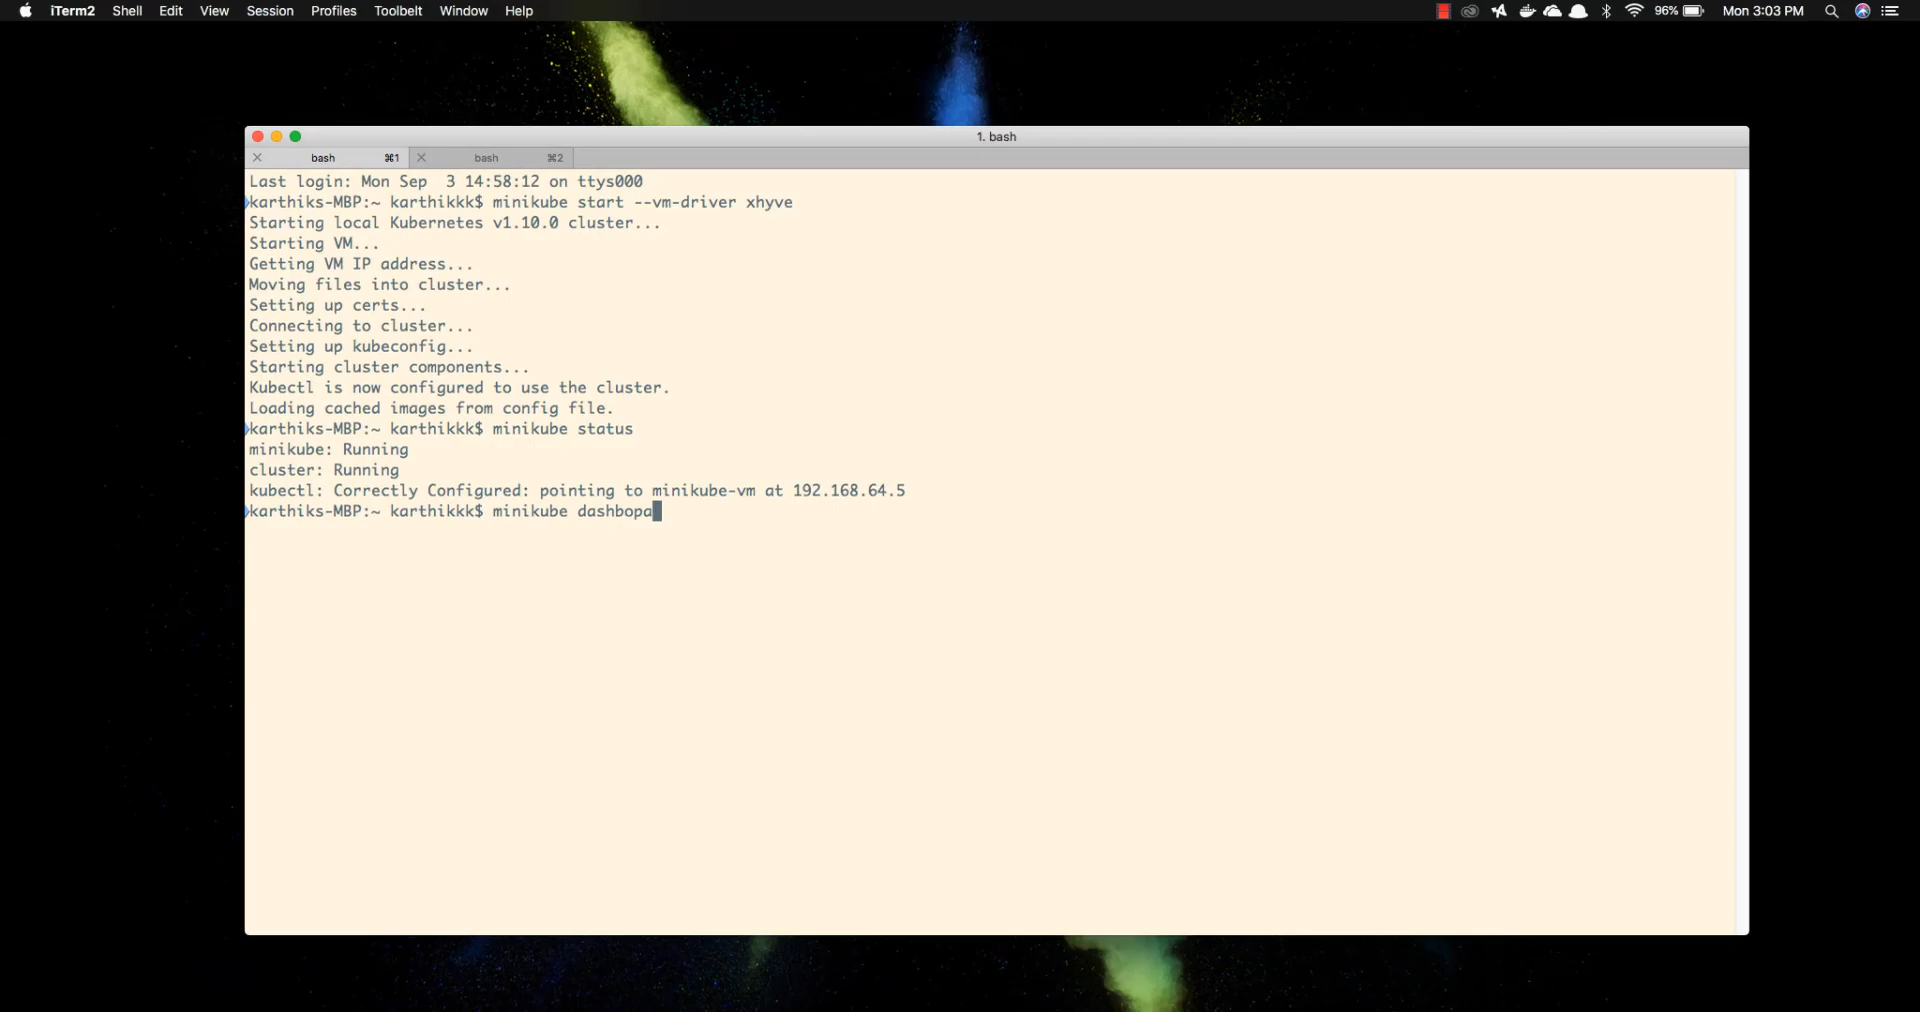 iTerm2 Shell Edit View Session Profiles Toolbelt Window Help 96% Mon 3:03 PM
1. bash
bash ⌘1 bash ⌘2
Last login: Mon Sep  3 14:58:12 on ttys000
karthiks-MBP:~ karthikkk$ minikube start --vm-driver xhyve
Starting local Kubernetes v1.10.0 cluster...
Starting VM...
Getting VM IP address...
Moving files into cluster...
Setting up certs...
Connecting to cluster...
Setting up kubeconfig...
Starting cluster components...
Kubectl is now configured to use the cluster.
Loading cached images from config file.
karthiks-MBP:~ karthikkk$ minikube status
minikube: Running
cluster: Running
kubectl: Correctly Configured: pointing to minikube-vm at 192.168.64.5
karthiks-MBP:~ karthikkk$ minikube dashbopa